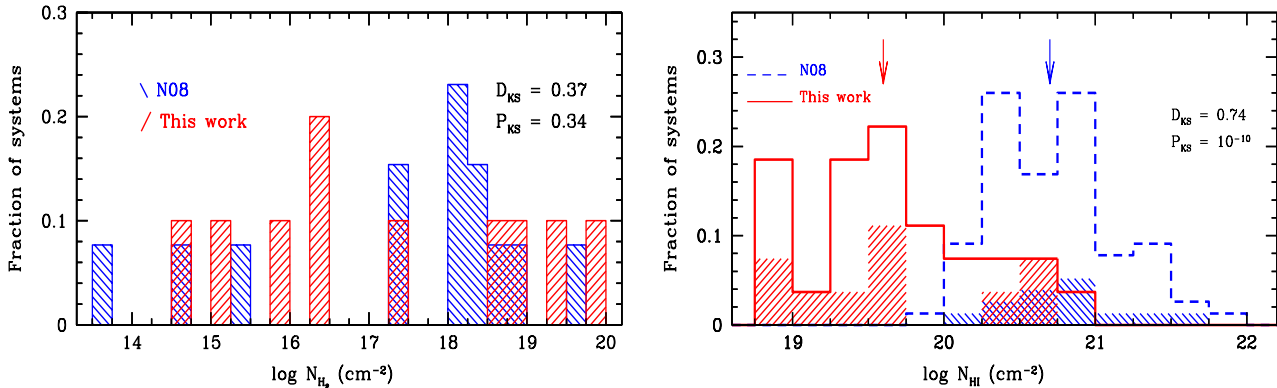 0.3
0.2
0.1
0
Fraction of systems
N08
This work
D_KS = 0.37
P_KS = 0.34
14 15 16 17 18 19 20
log N_H₂ (cm⁻²)
0.3
0.2
0.1
0
Fraction of systems
N08
This work
D_KS = 0.74
P_KS = 10⁻¹⁰
19 20 21 22
log N_HI (cm⁻²)